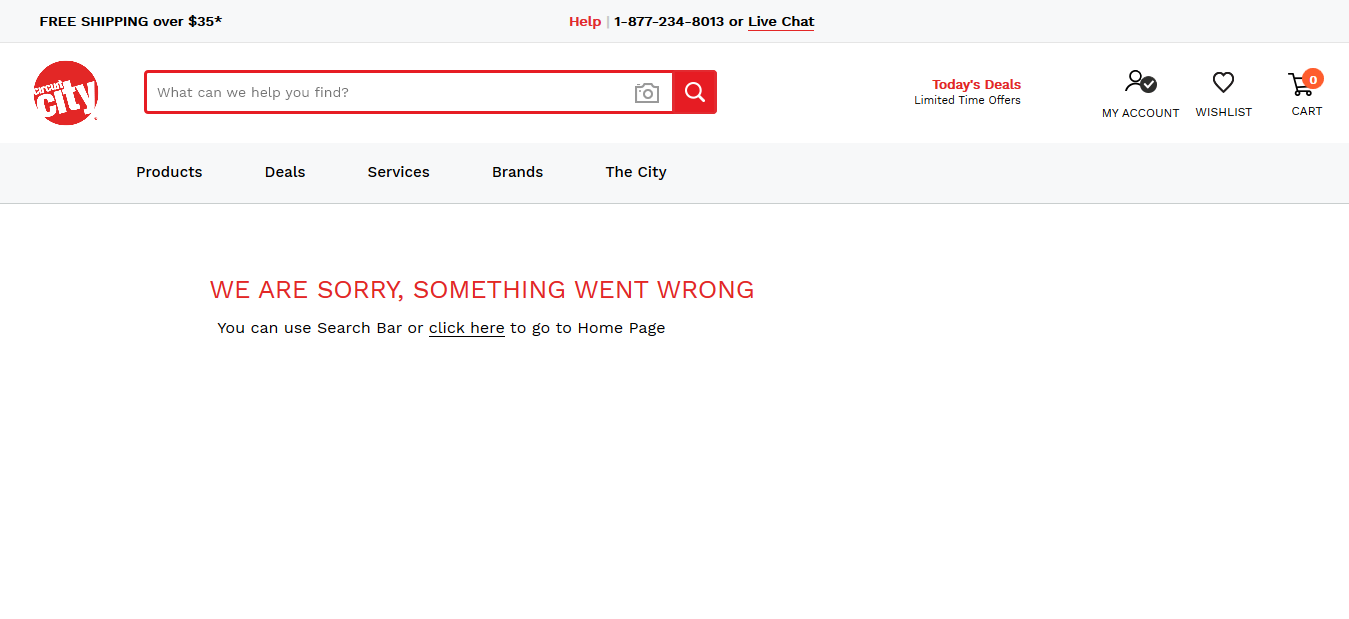 FREE SHIPPING over $35*
Help | 1-877-234-8013 or Live Chat
circuit
city
What can we help you find?
Today's Deals
Limited Time Offers
MY ACCOUNT
WISHLIST
0
CART
Products
Deals
Services
Brands
The City
WE ARE SORRY, SOMETHING WENT WRONG
You can use Search Bar or click here to go to Home Page